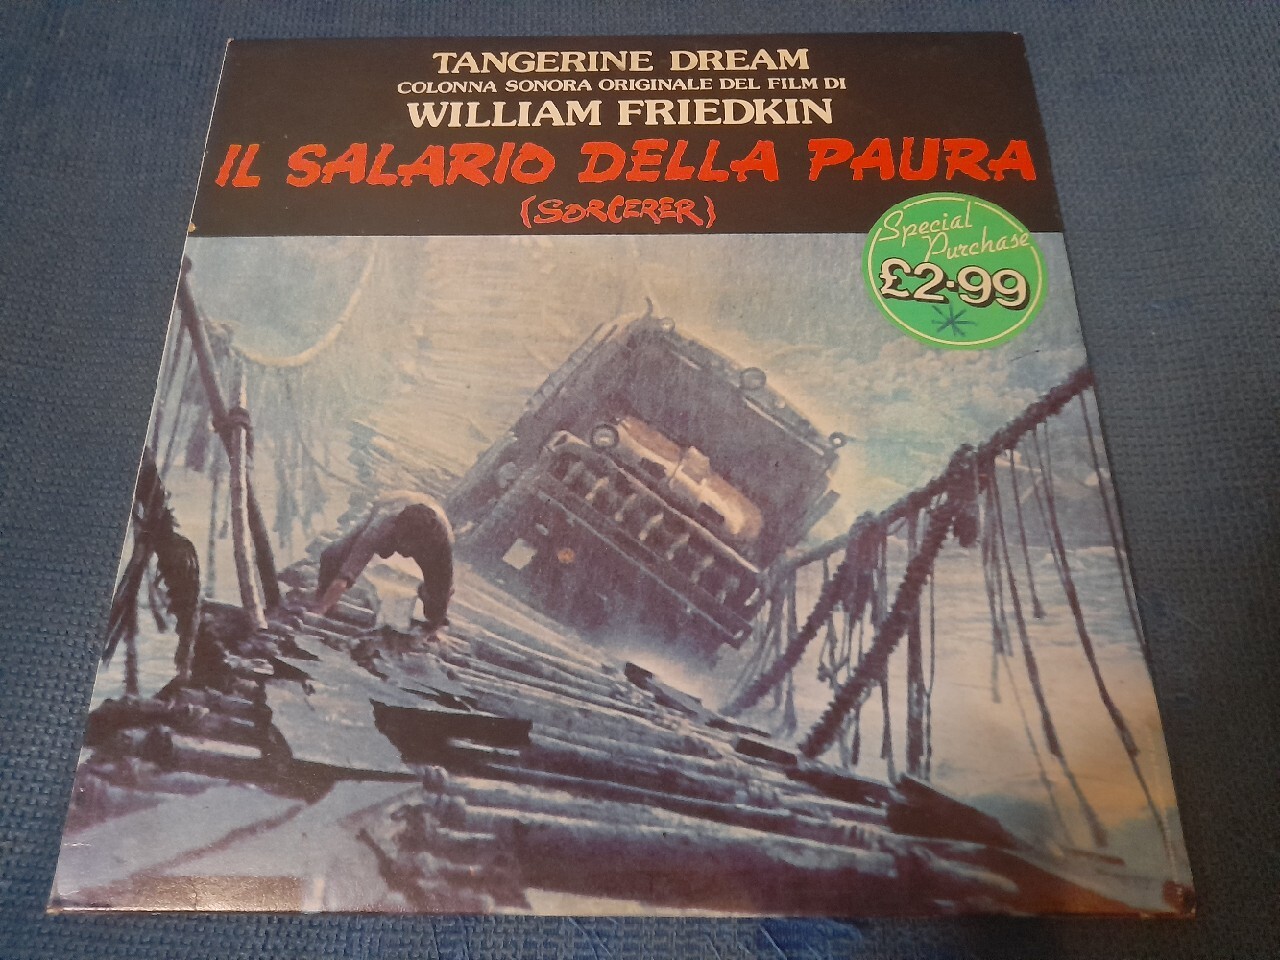 TANGERINE DREAM
COLONNA SONORA ORIGINALE DEL FILM DI
WILLIAM FRIEDKIN
IL SALARIO DELLA PAURA
(SORCERER)
Special
Purchase
£2·99